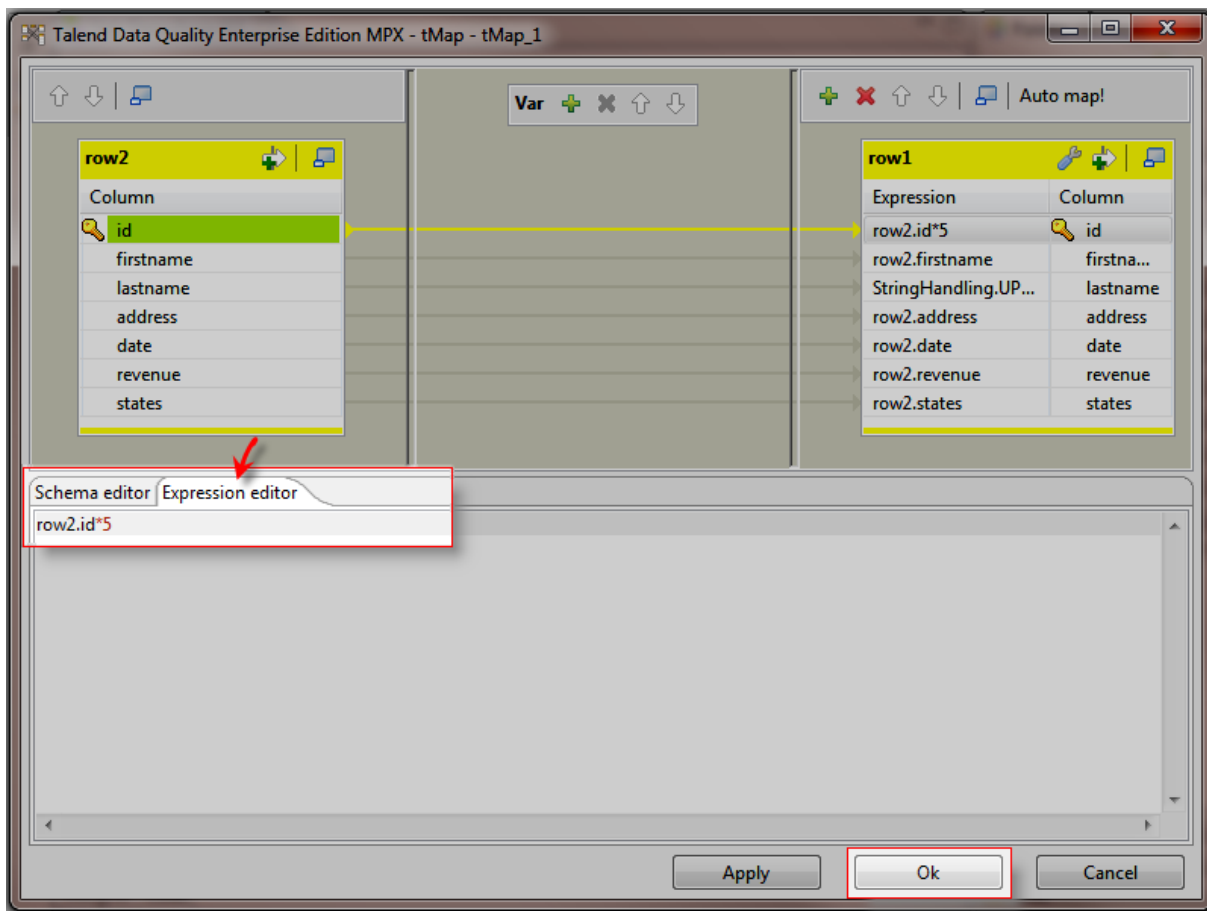 Talend Data Quality Enterprise Edition MPX - tMap - tMap_1
Var
Auto map!
row2
Column
id
firstname
lastname
address
date
revenue
states
row1
Expression Column
row2.id*5 id
row2.firstname firstna...
StringHandling.UP... lastname
row2.address address
row2.date date
row2.revenue revenue
row2.states states
Schema editor Expression editor
row2.id*5
Apply Ok Cancel